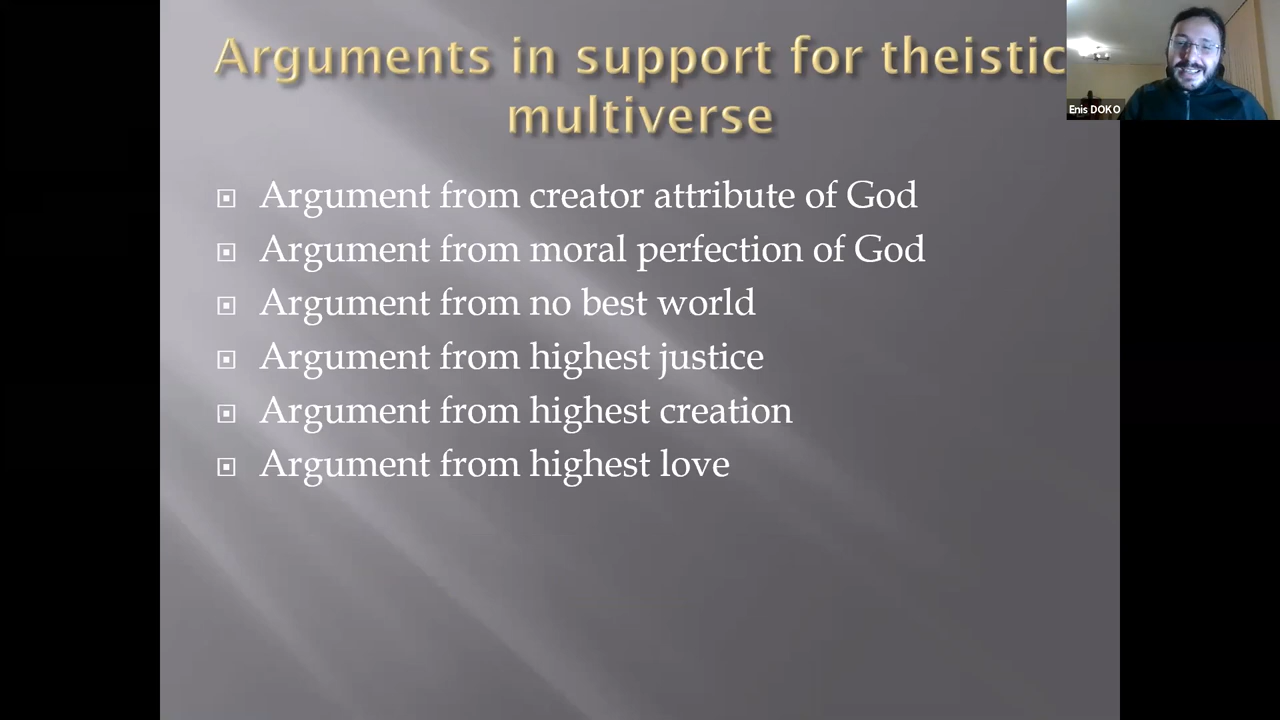 Arguments in support for theistic
multiverse
Enis DOKO
Argument from creator attribute of God
Argument from moral perfection of God
Argument from no best world
Argument from highest justice
Argument from highest creation
Argument from highest love